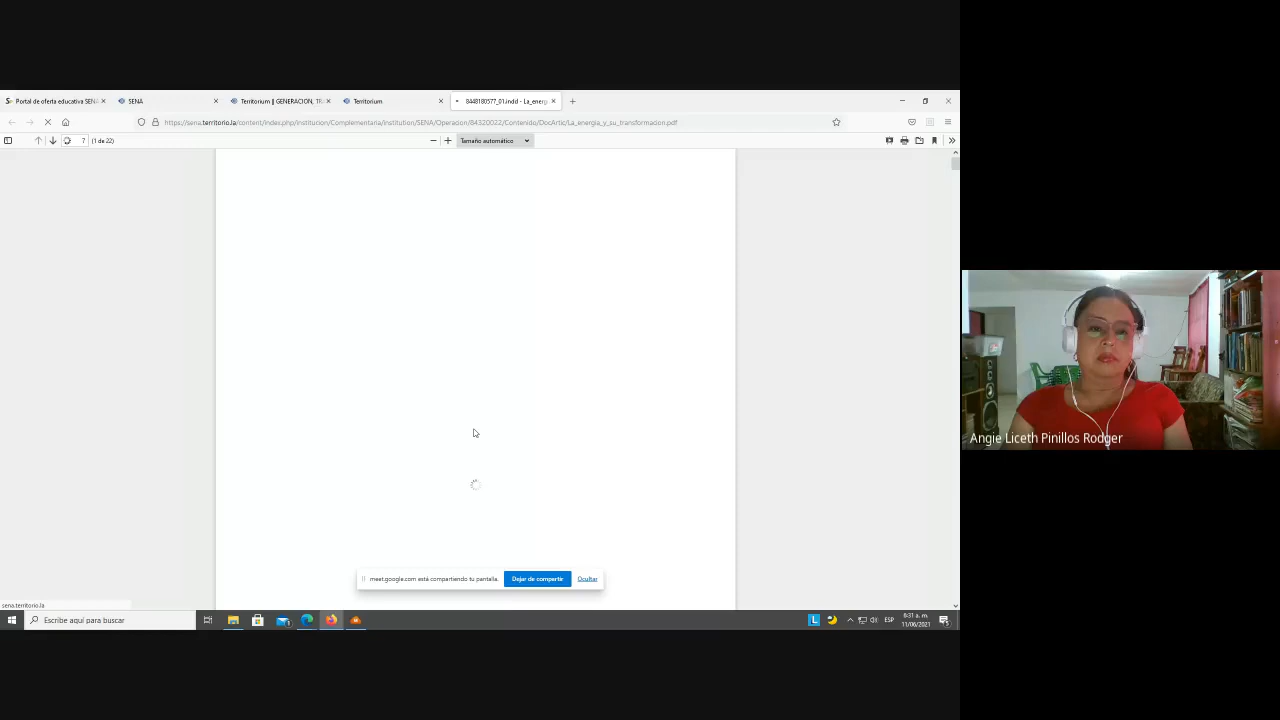 Portal de oferta educativa SENA
SENA
Territorium || GENERACION, TR
Territorium
8448180577_01.indd - La_energ
https://sena.territorio.la/content/index.php/institucion/Complementaria/institution/SENA/Operacion/84320022/Contenido/DocArtic/La_energia_y_su_transformacion.pdf
7 (1 de 22)
Tamaño automático
Angie Liceth Pinillos Rodger
meet.google.com está compartiendo tu pantalla.
Dejar de compartir
Ocultar
sena.territorio.la
Escribe aquí para buscar
L
ESP
8:31 a. m.
11/06/2021